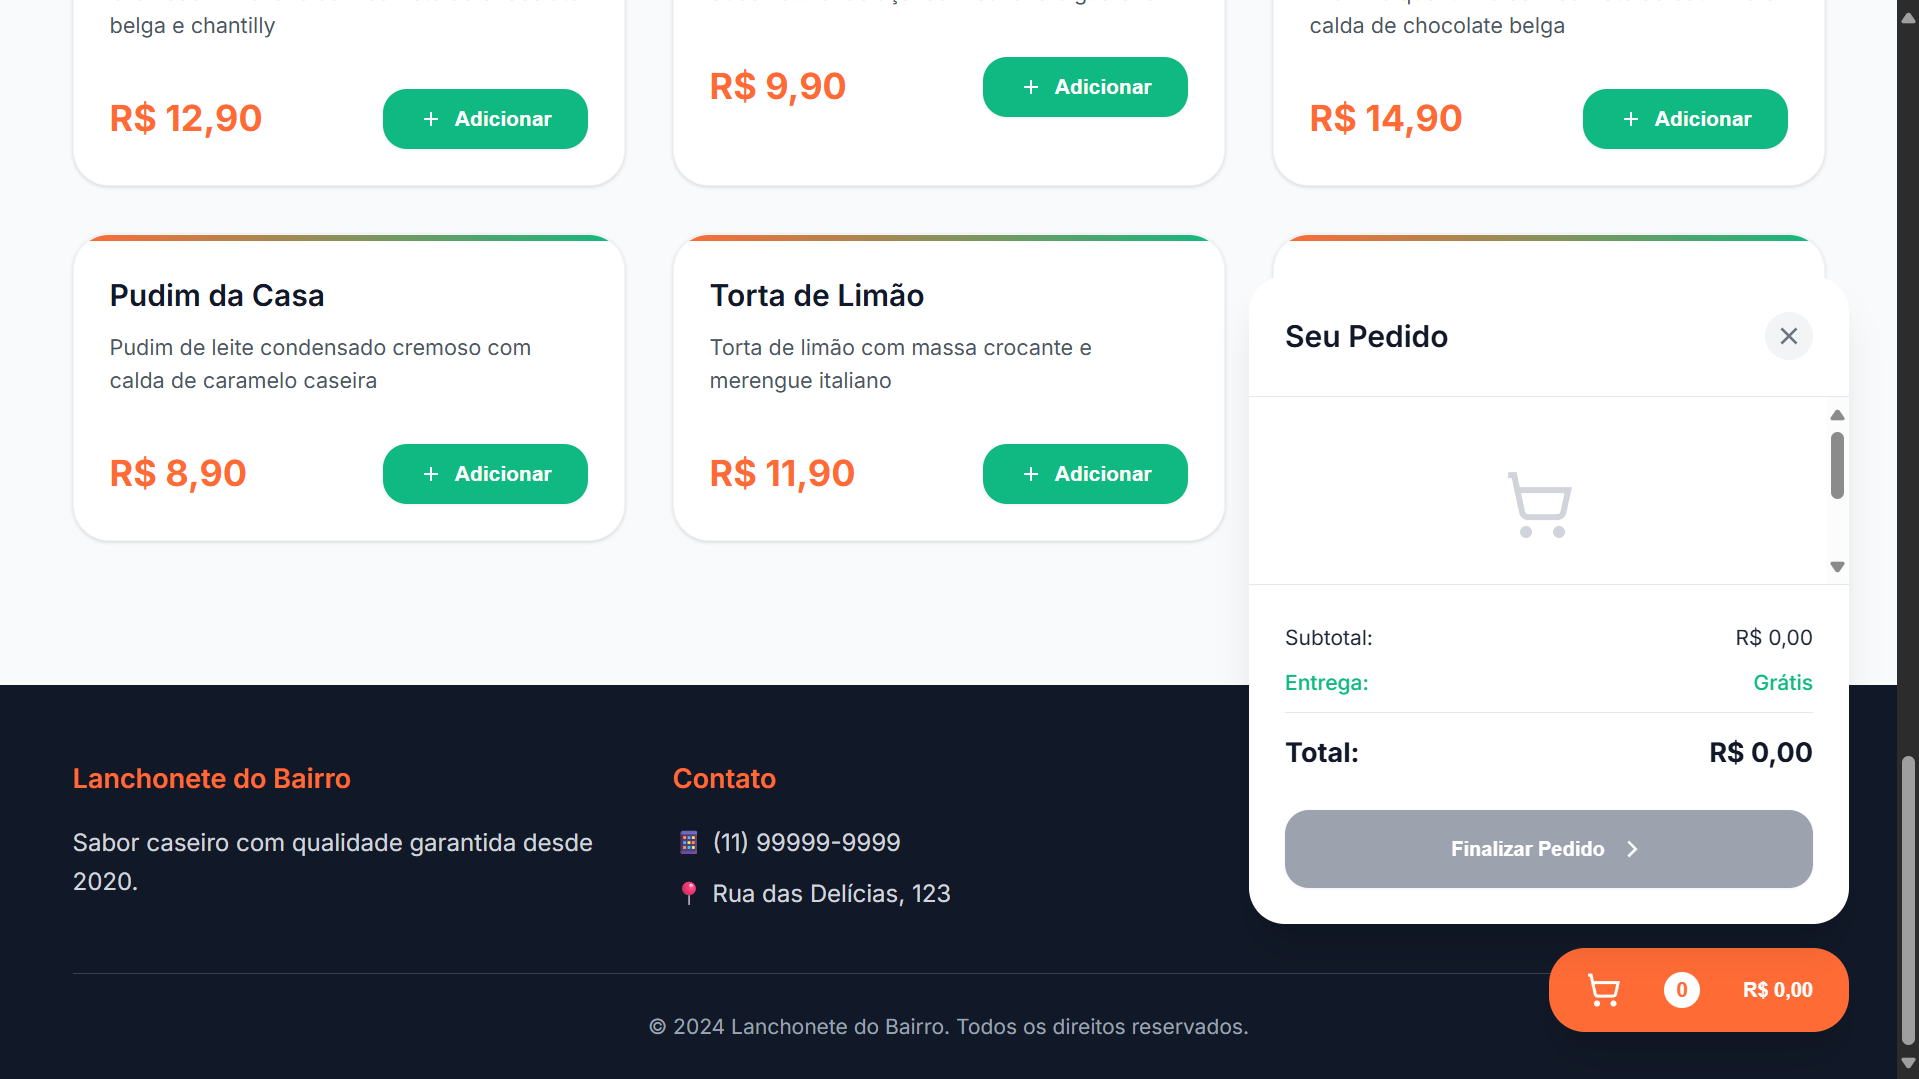 belga e chantilly
R$ 12,90
+ Adicionar
R$ 9,90
+ Adicionar
calda de chocolate belga
R$ 14,90
+ Adicionar
Pudim da Casa
Pudim de leite condensado cremoso com
calda de caramelo caseira
R$ 8,90
+ Adicionar
Torta de Limão
Torta de limão com massa crocante e
merengue italiano
R$ 11,90
+ Adicionar
Seu Pedido
Subtotal: R$ 0,00
Entrega: Grátis
Total: R$ 0,00
Finalizar Pedido
0 R$ 0,00
Lanchonete do Bairro
Sabor caseiro com qualidade garantida desde
2020.
Contato
(11) 99999-9999
Rua das Delícias, 123
© 2024 Lanchonete do Bairro. Todos os direitos reservados.